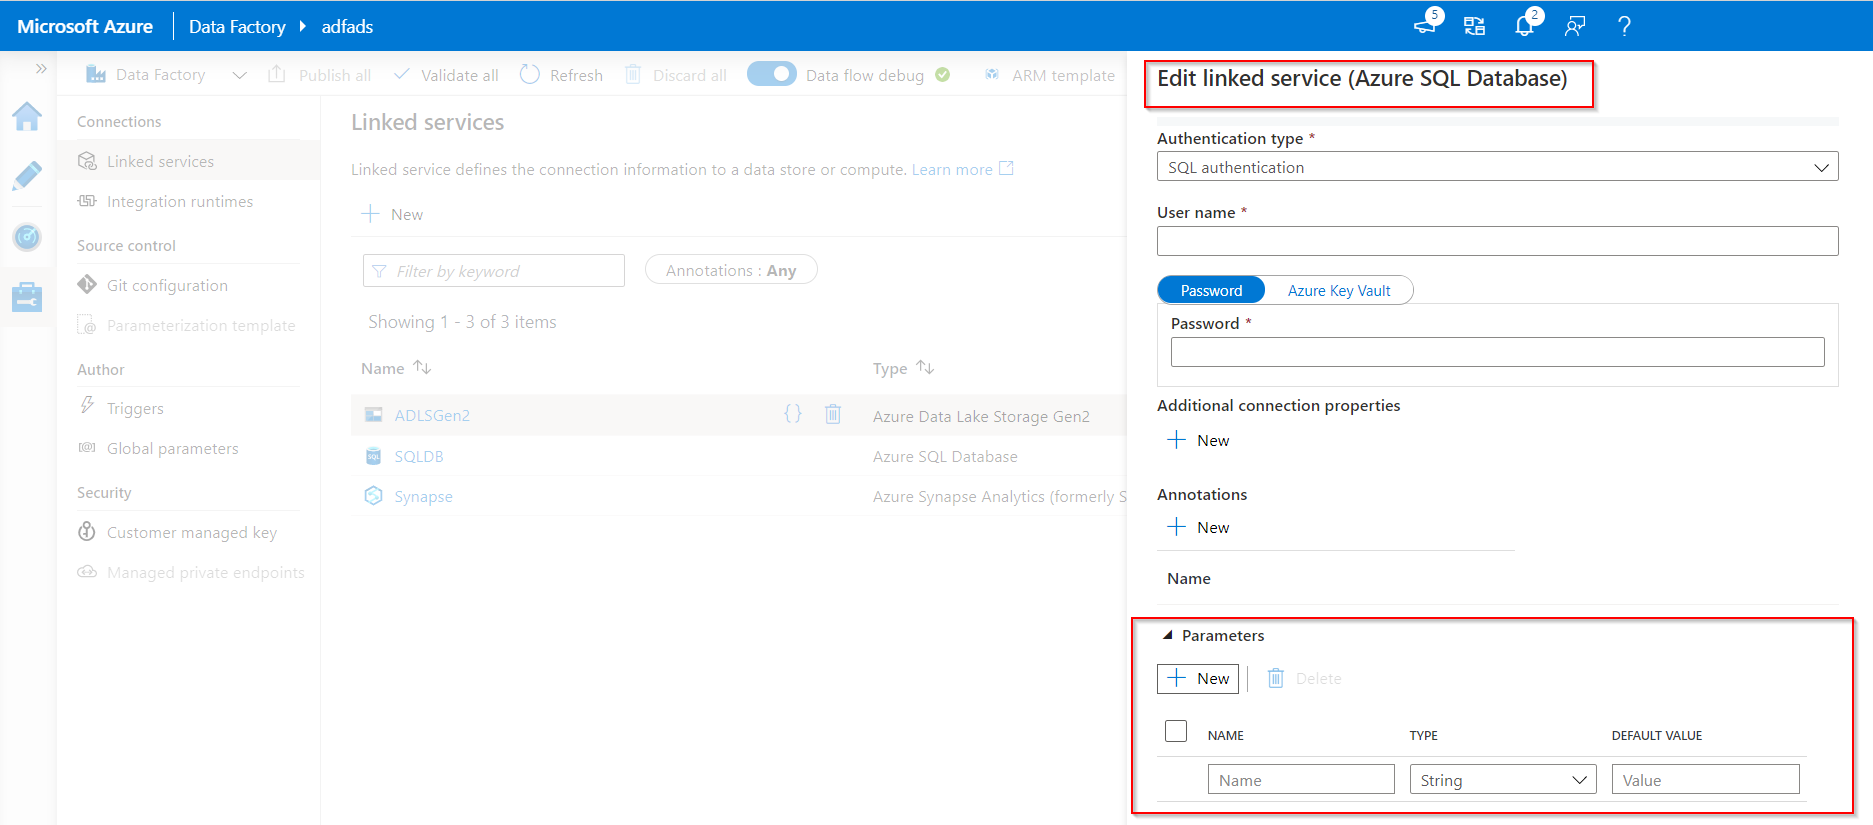 Microsoft Azure
Data Factory
adfads
5
2
?
Data Factory
Publish all
Validate all
Refresh
Discard all
Data flow debug
ARM template
Connections
Linked services
Integration runtimes
Source control
Git configuration
Parameterization template
Author
Triggers
Global parameters
Security
Customer managed key
Managed private endpoints
Linked services
Linked service defines the connection information to a data store or compute. Learn more
New
Filter by keyword
Annotations : Any
Showing 1 - 3 of 3 items
Name
Type
ADLSGen2
Azure Data Lake Storage Gen2
SQLDB
Azure SQL Database
Synapse
Azure Synapse Analytics (formerly S
Edit linked service (Azure SQL Database)
Authentication type *
SQL authentication
User name *
Password
Azure Key Vault
Password *
Additional connection properties
New
Annotations
New
Name
Parameters
New
Delete
NAME TYPE DEFAULT VALUE
Name String Value